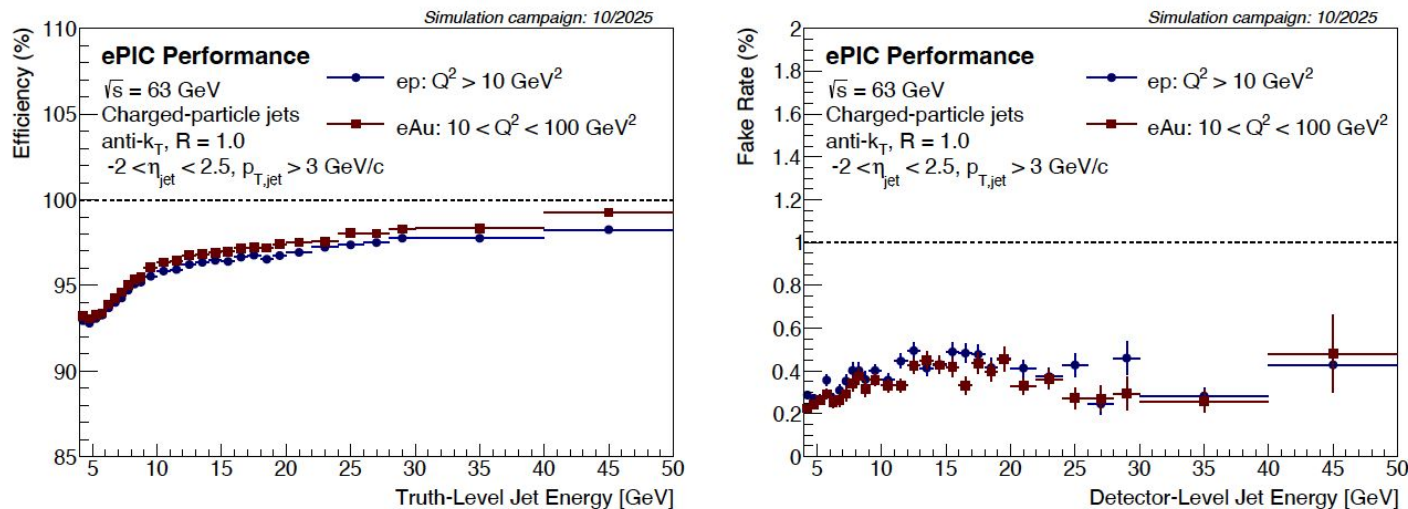 Simulation campaign: 10/2025
Efficiency (%)
110
105
100
95
90
85
ePIC Performance
√s = 63 GeV
Charged-particle jets
anti-k_T, R = 1.0
-2 < η_jet < 2.5, p_T,jet > 3 GeV/c
ep: Q² > 10 GeV²
eAu: 10 < Q² < 100 GeV²
5 10 15 20 25 30 35 40 45 50
Truth-Level Jet Energy [GeV]
Simulation campaign: 10/2025
Fake Rate (%)
2
1.8
1.6
1.4
1.2
1
0.8
0.6
0.4
0.2
0
ePIC Performance
√s = 63 GeV
Charged-particle jets
anti-k_T, R = 1.0
-2 < η_jet < 2.5, p_T,jet > 3 GeV/c
ep: Q² > 10 GeV²
eAu: 10 < Q² < 100 GeV²
5 10 15 20 25 30 35 40 45 50
Detector-Level Jet Energy [GeV]